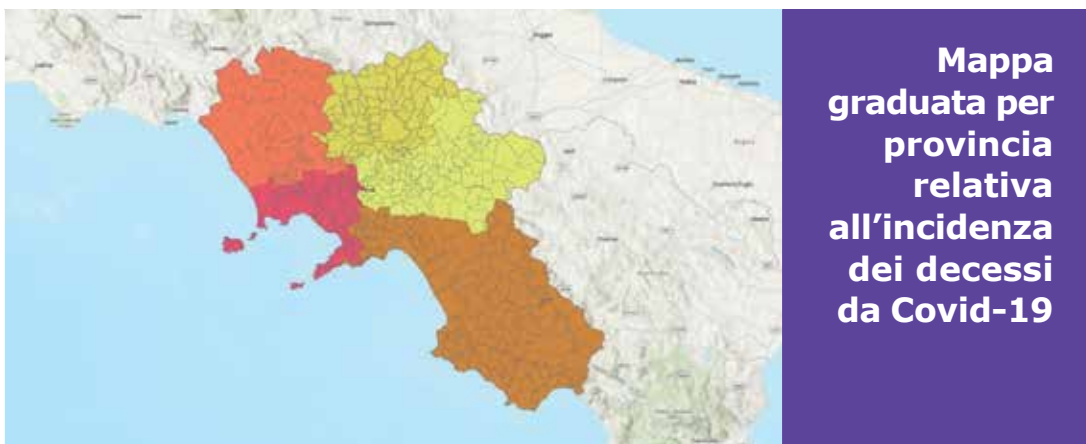 Mappa
graduata per
provincia
relativa
all’incidenza
dei decessi
da Covid-19